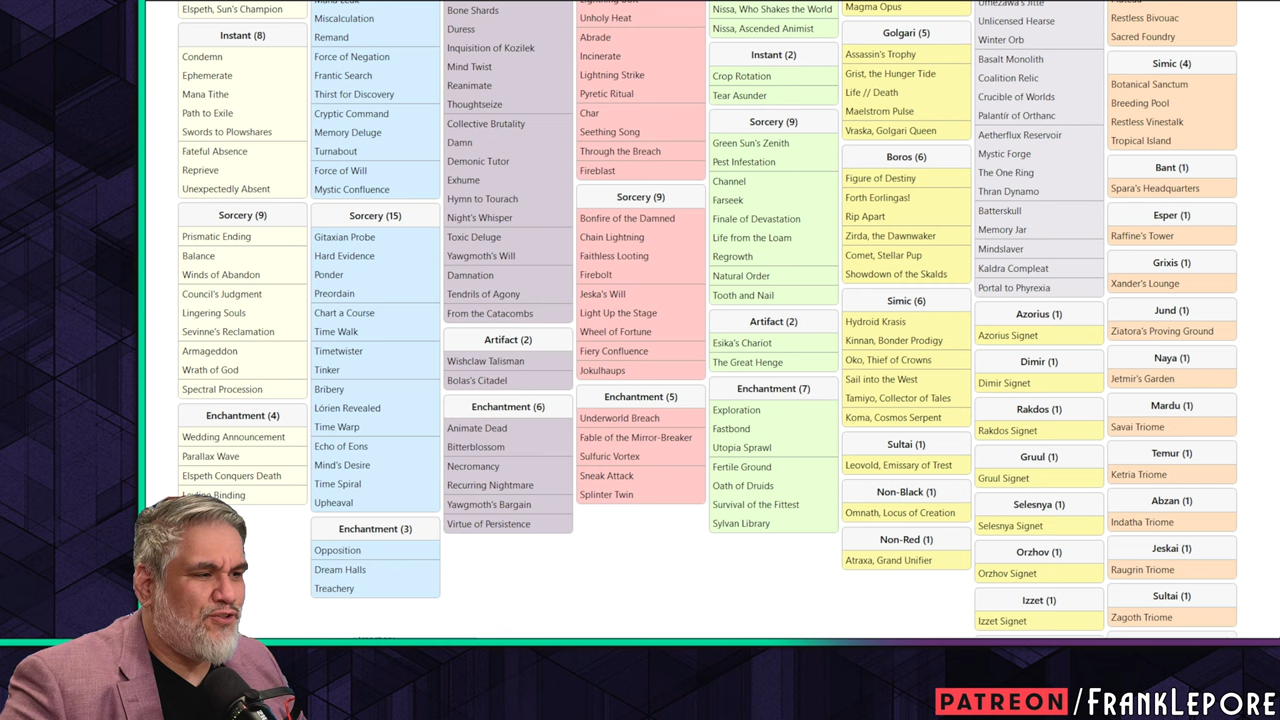 Elspeth, Sun's Champion
Instant (8)
Condemn
Ephemerate
Mana Tithe
Path to Exile
Swords to Plowshares
Fateful Absence
Reprieve
Unexpectedly Absent
Sorcery (9)
Prismatic Ending
Balance
Winds of Abandon
Council's Judgment
Lingering Souls
Sevinne's Reclamation
Armageddon
Wrath of God
Spectral Procession
Enchantment (4)
Wedding Announcement
Parallax Wave
Elspeth Conquers Death
Binding
Miscalculation
Remand
Force of Negation
Frantic Search
Thirst for Discovery
Cryptic Command
Memory Deluge
Turnabout
Force of Will
Mystic Confluence
Sorcery (15)
Gitaxian Probe
Hard Evidence
Ponder
Preordain
Chart a Course
Time Walk
Timetwister
Tinker
Bribery
Lórien Revealed
Time Warp
Echo of Eons
Mind's Desire
Time Spiral
Upheaval
Enchantment (3)
Opposition
Dream Halls
Treachery
Bone Shards
Duress
Inquisition of Kozilek
Mind Twist
Reanimate
Thoughtseize
Collective Brutality
Damn
Demonic Tutor
Exhume
Hymn to Tourach
Night's Whisper
Toxic Deluge
Yawgmoth's Will
Damnation
Tendrils of Agony
From the Catacombs
Artifact (2)
Wishclaw Talisman
Bolas's Citadel
Enchantment (6)
Animate Dead
Bitterblossom
Necromancy
Recurring Nightmare
Yawgmoth's Bargain
Virtue of Persistence
Unholy Heat
Abrade
Incinerate
Lightning Strike
Pyretic Ritual
Char
Seething Song
Through the Breach
Fireblast
Sorcery (9)
Bonfire of the Damned
Chain Lightning
Faithless Looting
Firebolt
Jeska's Will
Light Up the Stage
Wheel of Fortune
Fiery Confluence
Jokulhaups
Enchantment (5)
Underworld Breach
Fable of the Mirror-Breaker
Sulfuric Vortex
Sneak Attack
Splinter Twin
Nissa, Who Shakes the World
Nissa, Ascended Animist
Instant (2)
Crop Rotation
Tear Asunder
Sorcery (9)
Green Sun's Zenith
Pest Infestation
Channel
Farseek
Finale of Devastation
Life from the Loam
Regrowth
Natural Order
Tooth and Nail
Artifact (2)
Esika's Chariot
The Great Henge
Enchantment (7)
Exploration
Fastbond
Utopia Sprawl
Fertile Ground
Oath of Druids
Survival of the Fittest
Sylvan Library
Magma Opus
Golgari (5)
Assassin's Trophy
Grist, the Hunger Tide
Life // Death
Maelstrom Pulse
Vraska, Golgari Queen
Boros (6)
Figure of Destiny
Forth Eorlingas!
Rip Apart
Zirda, the Dawnwaker
Comet, Stellar Pup
Showdown of the Skalds
Simic (6)
Hydroid Krasis
Kinnan, Bonder Prodigy
Oko, Thief of Crowns
Sail into the West
Tamiyo, Collector of Tales
Koma, Cosmos Serpent
Sultai (1)
Leovold, Emissary of Trest
Non-Black (1)
Omnath, Locus of Creation
Non-Red (1)
Atraxa, Grand Unifier
Umezawa's Jitte
Unlicensed Hearse
Winter Orb
Basalt Monolith
Coalition Relic
Crucible of Worlds
Palantír of Orthanc
Aetherflux Reservoir
Mystic Forge
The One Ring
Thran Dynamo
Batterskull
Memory Jar
Mindslaver
Kaldra Compleat
Portal to Phyrexia
Azorius (1)
Azorius Signet
Dimir (1)
Dimir Signet
Rakdos (1)
Rakdos Signet
Gruul (1)
Gruul Signet
Selesnya (1)
Selesnya Signet
Orzhov (1)
Orzhov Signet
Izzet (1)
Izzet Signet
Restless Bivouac
Sacred Foundry
Simic (4)
Botanical Sanctum
Breeding Pool
Restless Vinestalk
Tropical Island
Bant (1)
Spara's Headquarters
Esper (1)
Raffine's Tower
Grixis (1)
Xander's Lounge
Jund (1)
Ziatora's Proving Ground
Naya (1)
Jetmir's Garden
Mardu (1)
Savai Triome
Temur (1)
Ketria Triome
Abzan (1)
Indatha Triome
Jeskai (1)
Raugrin Triome
Sultai (1)
Zagoth Triome
PATREON/FRANKLEPORE